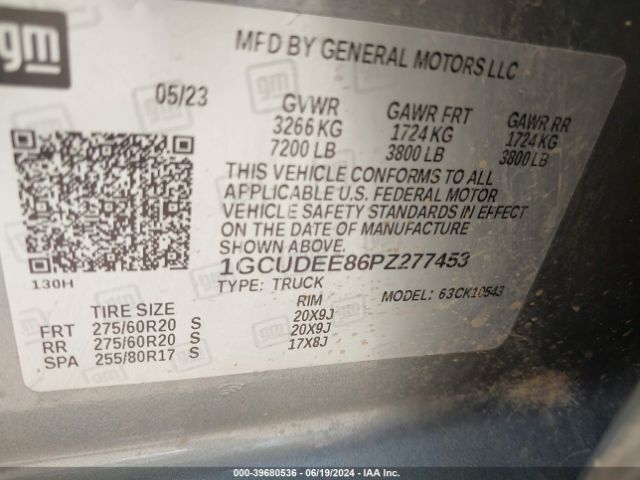 gm
MFD BY GENERAL MOTORS LLC
05/23
GVWR GAWR FRT GAWR RR
3266 KG 1724 KG 1724 KG
7200 LB 3800 LB 3800 LB
THIS VEHICLE CONFORMS TO ALL
APPLICABLE U.S. FEDERAL MOTOR
VEHICLE SAFETY STANDARDS IN EFFECT
ON THE DATE OF MANUFACTURE
SHOWN ABOVE.
1GCUDEE86PZ277453
130H
TYPE: TRUCK MODEL: 63CK10543
TIRE SIZE RIM
FRT 275/60R20 S 20X9J
RR 275/60R20 S 20X9J
SPA 255/80R17 S 17X8J
000-39680536 - 06/19/2024 - IAA Inc.